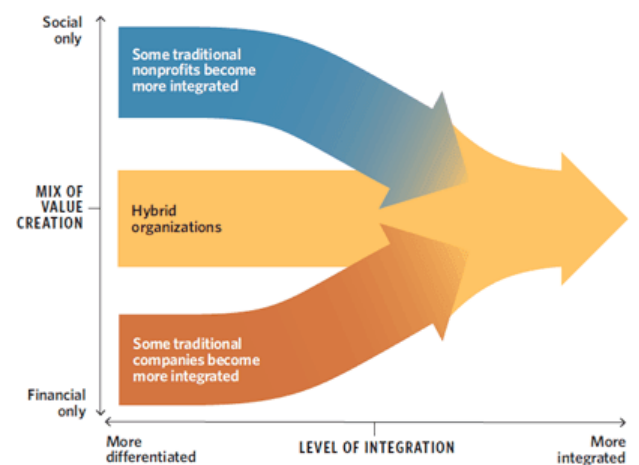 Social
only
Some traditional
nonprofits become
more integrated
MIX OF
VALUE
CREATION
Hybrid
organizations
Some traditional
companies become
more integrated
Financial
only
More
differentiated
LEVEL OF INTEGRATION
More
integrated